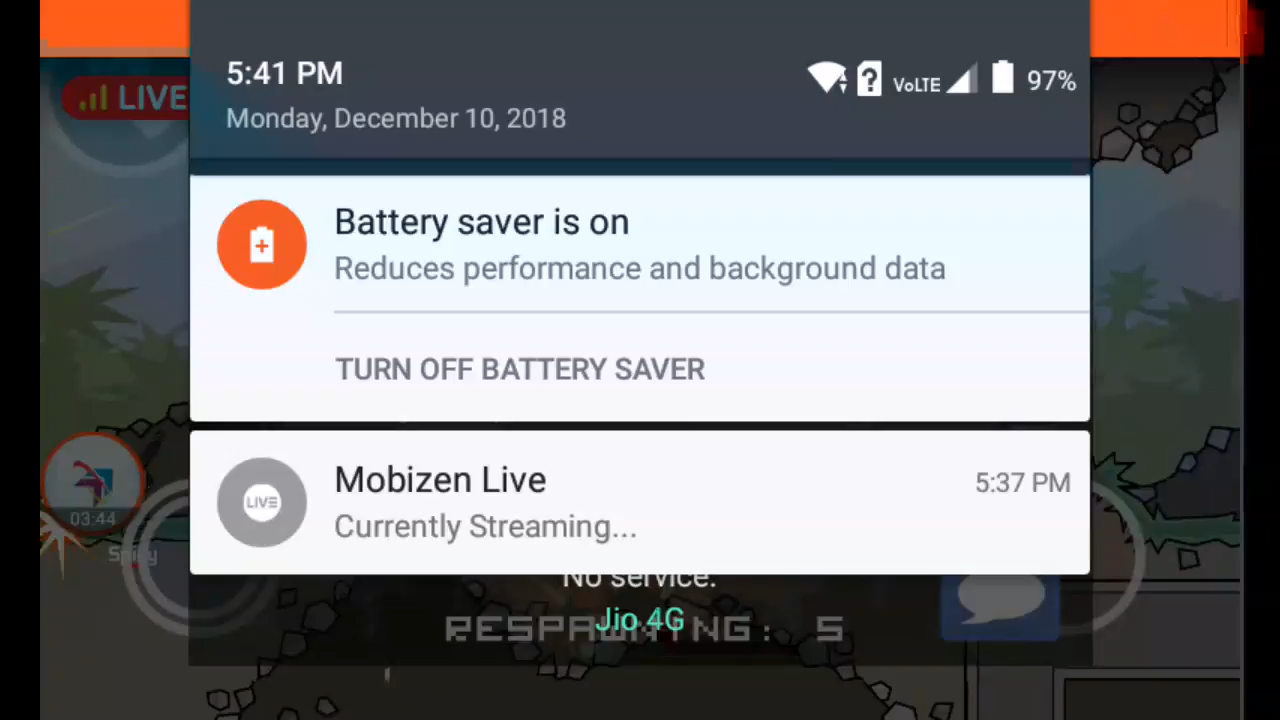 5:41 PM
VoLTE
97%
Monday, December 10, 2018
LIVE
Battery saver is on
Reduces performance and background data
TURN OFF BATTERY SAVER
Mobizen Live
5:37 PM
LIVE
Currently Streaming...
03:44
Spicy
No service.
Jio 4G
RESPAWNING: 5